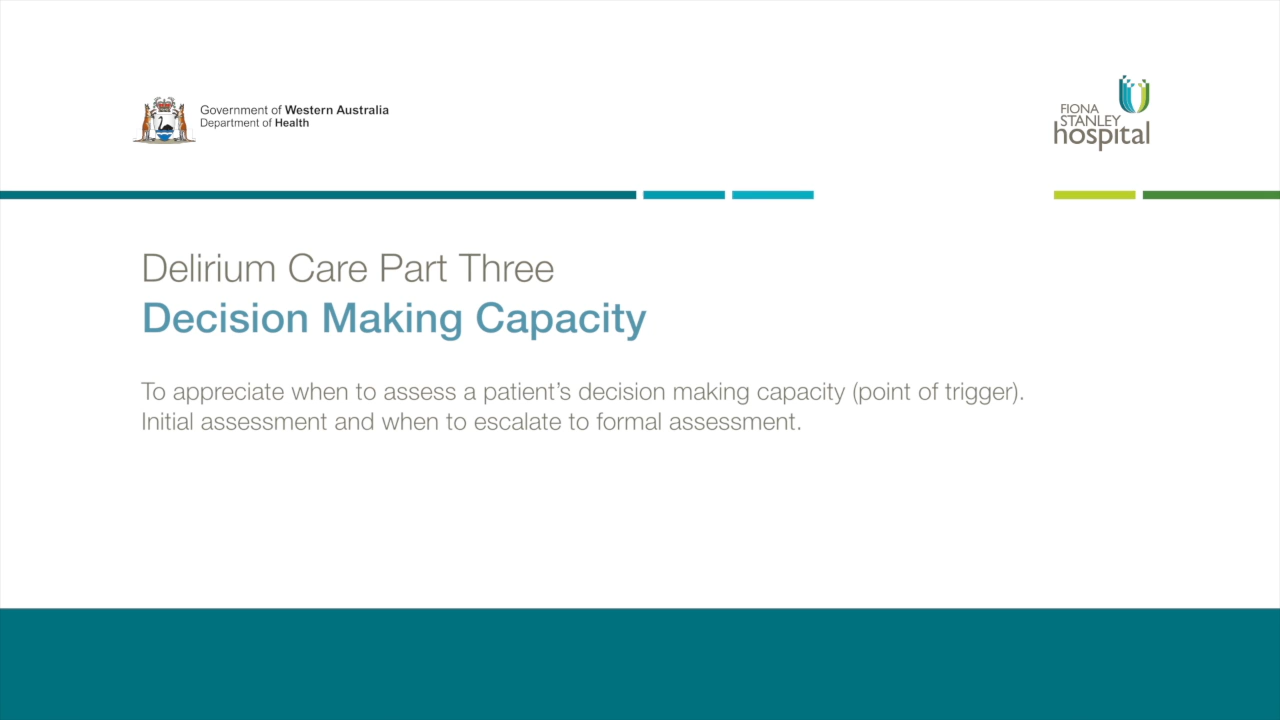 Government of Western Australia
Department of Health
FIONA
STANLEY
hospital
Delirium Care Part Three
Decision Making Capacity
To appreciate when to assess a patient’s decision making capacity (point of trigger).
Initial assessment and when to escalate to formal assessment.